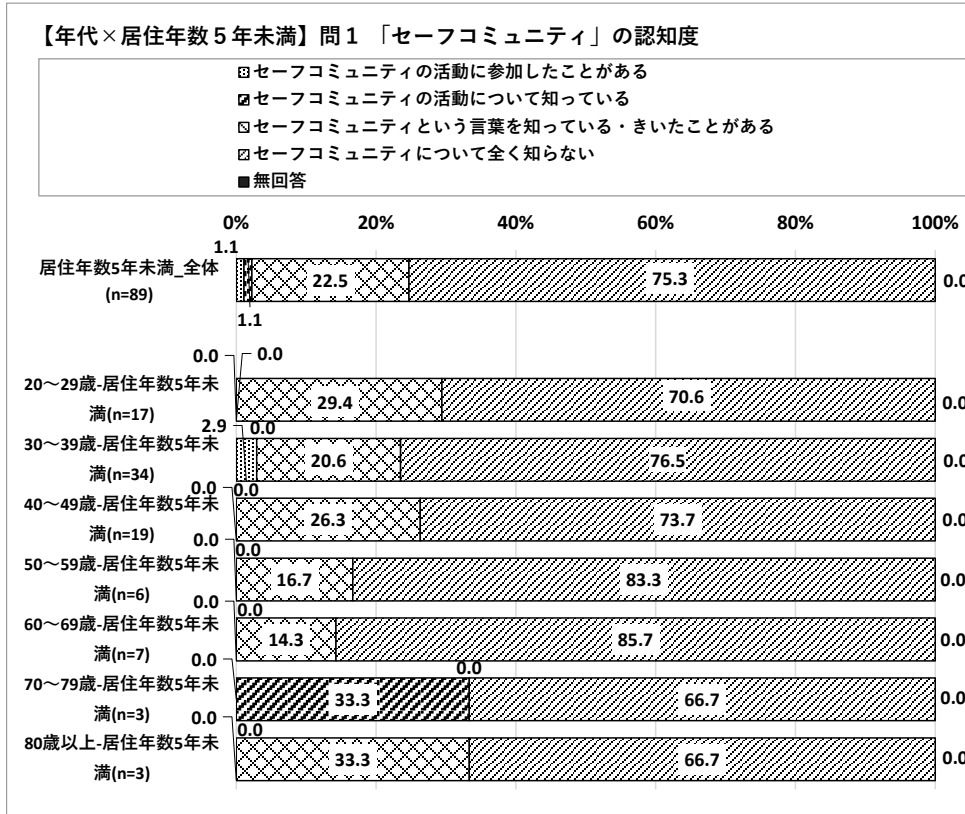 【年代×居住年数５年未満】問１　「セーフコミュニティ」の認知度
セーフコミュニティの活動に参加したことがある
セーフコミュニティの活動について知っている
セーフコミュニティという言葉を知っている・きいたことがある
セーフコミュニティについて全く知らない
無回答
0% 20% 40% 60% 80% 100%
1.1
居住年数5年未満_全体
(n=89)
22.5 75.3 0.0
1.1
0.0 0.0
20～29歳-居住年数5年未
満(n=17)
29.4 70.6 0.0
2.9 0.0
30～39歳-居住年数5年未
満(n=34)
20.6 76.5 0.0
0.0 0.0
40～49歳-居住年数5年未
満(n=19)
26.3 73.7 0.0
0.0 0.0
50～59歳-居住年数5年未
満(n=6)
16.7 83.3 0.0
0.0 0.0
60～69歳-居住年数5年未
満(n=7)
14.3 85.7 0.0
0.0 0.0
70～79歳-居住年数5年未
満(n=3)
33.3 66.7 0.0
0.0 0.0
80歳以上-居住年数5年未
満(n=3)
33.3 66.7 0.0